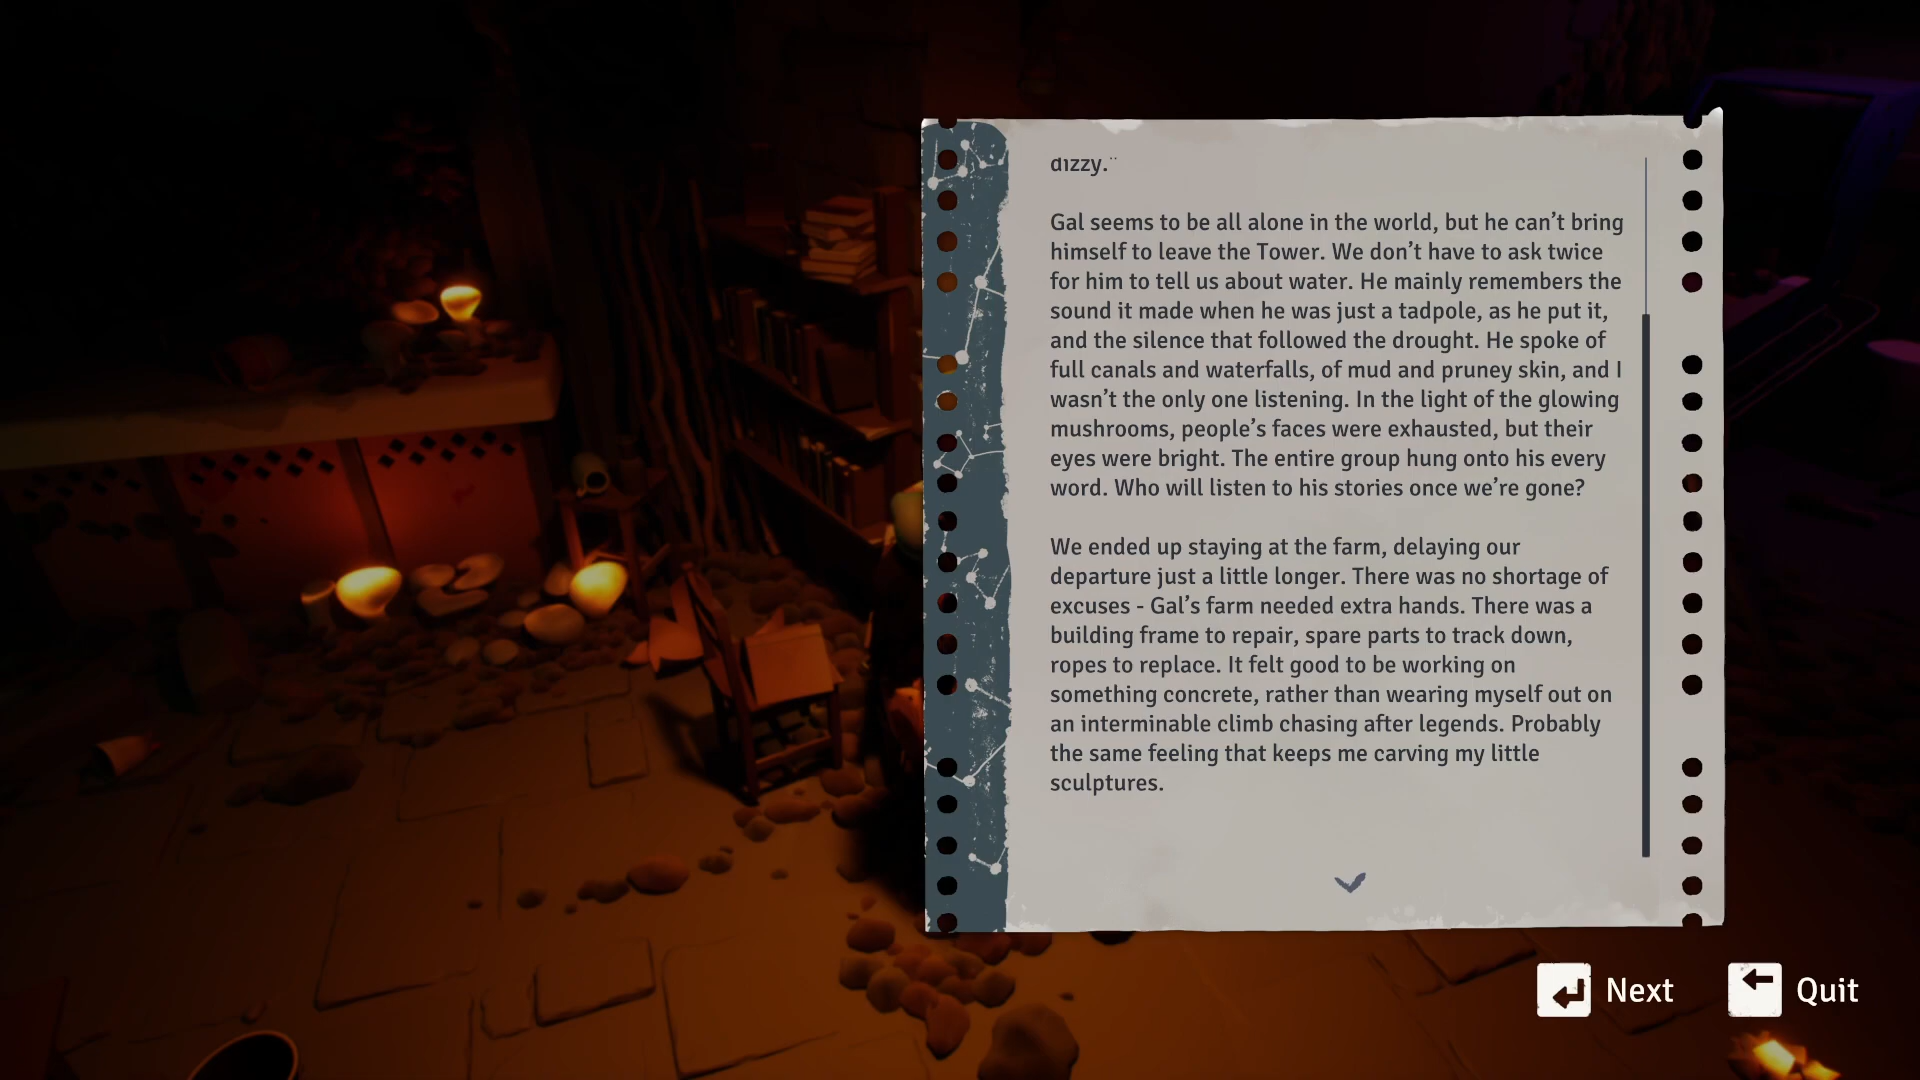 dizzy."
Gal seems to be all alone in the world, but he can’t bring
himself to leave the Tower. We don’t have to ask twice
for him to tell us about water. He mainly remembers the
sound it made when he was just a tadpole, as he put it,
and the silence that followed the drought. He spoke of
full canals and waterfalls, of mud and pruney skin, and I
wasn’t the only one listening. In the light of the glowing
mushrooms, people’s faces were exhausted, but their
eyes were bright. The entire group hung onto his every
word. Who will listen to his stories once we’re gone?
We ended up staying at the farm, delaying our
departure just a little longer. There was no shortage of
excuses - Gal’s farm needed extra hands. There was a
building frame to repair, spare parts to track down,
ropes to replace. It felt good to be working on
something concrete, rather than wearing myself out on
an interminable climb chasing after legends. Probably
the same feeling that keeps me carving my little
sculptures.
Next
Quit